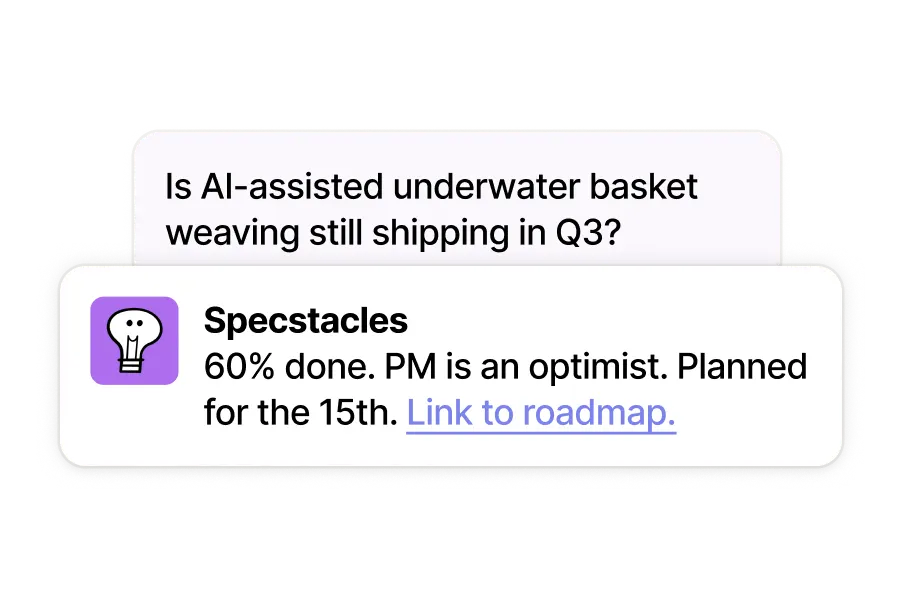 Is AI-assisted underwater basket
weaving still shipping in Q3?
Specstacles
60% done. PM is an optimist. Planned
for the 15th. Link to roadmap.